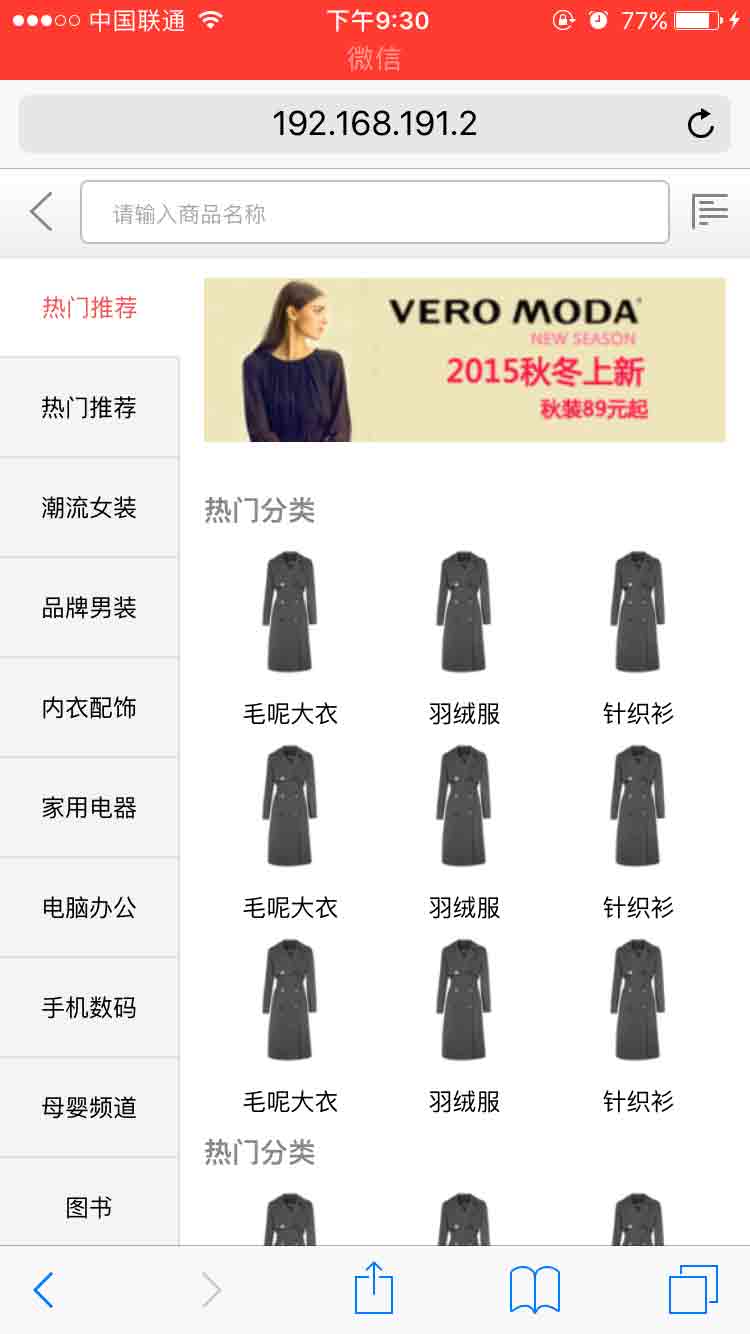 中国联通 下午9:30 77%
微信
192.168.191.2
请输入商品名称
热门推荐
热门推荐
潮流女装
品牌男装
内衣配饰
家用电器
电脑办公
手机数码
母婴频道
图书
VERO MODA
NEW SEASON
2015秋冬上新
秋装89元起
热门分类
毛呢大衣 羽绒服 针织衫
毛呢大衣 羽绒服 针织衫
毛呢大衣 羽绒服 针织衫
热门分类